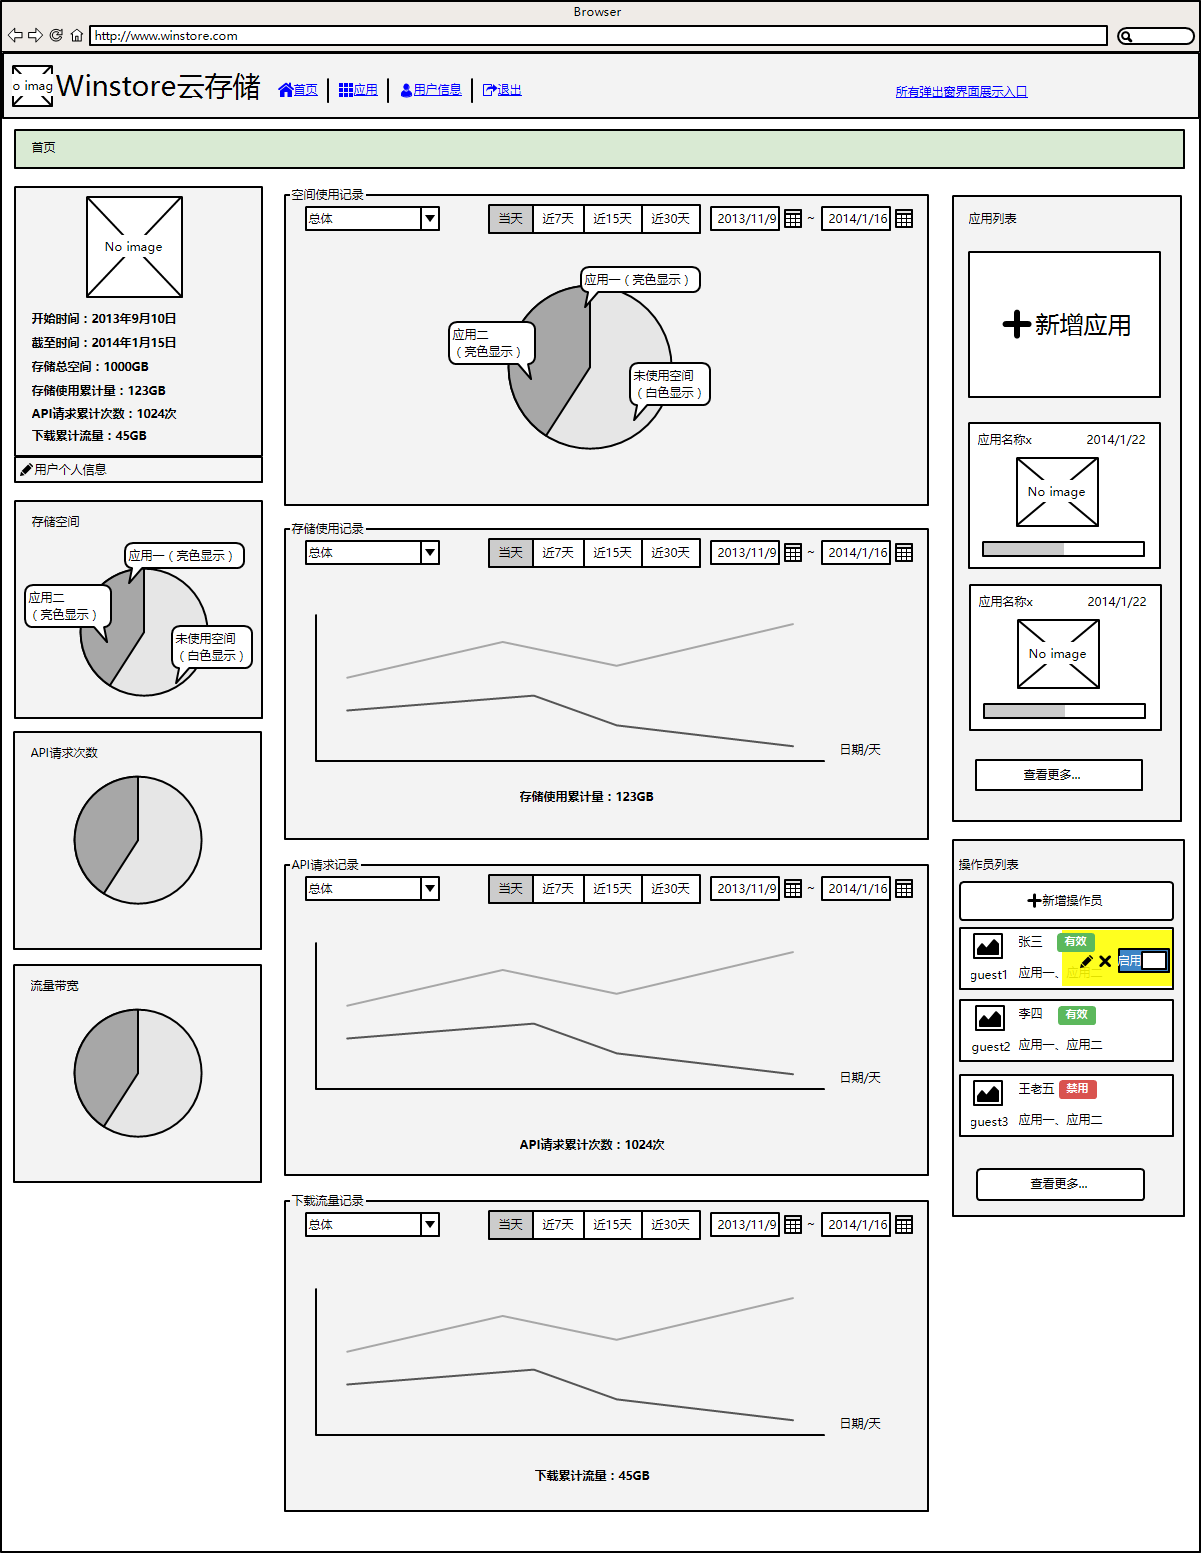 Browser
http://www.winstore.com
o imag
Winstore云存储
首页
应用
用户信息
退出
所有弹出窗界面展示入口
首页
No image
开始时间：2013年9月10日
截至时间：2014年1月15日
存储总空间：1000GB
存储使用累计量：123GB
API请求累计次数：1024次
下载累计流量：45GB
用户个人信息
存储空间
应用一（亮色显示）
应用二
（亮色显示）
未使用空间
（白色显示）
API请求次数
流量带宽
空间使用记录
总体
当天 近7天 近15天 近30天
2013/11/9 ~ 2014/1/16
应用一（亮色显示）
应用二
（亮色显示）
未使用空间
（白色显示）
存储使用记录
总体
当天 近7天 近15天 近30天
2013/11/9 ~ 2014/1/16
日期/天
存储使用累计量：123GB
API请求记录
总体
当天 近7天 近15天 近30天
2013/11/9 ~ 2014/1/16
日期/天
API请求累计次数：1024次
下载流量记录
总体
当天 近7天 近15天 近30天
2013/11/9 ~ 2014/1/16
日期/天
下载累计流量：45GB
应用列表
新增应用
应用名称x 2014/1/22
No image
应用名称x 2014/1/22
No image
查看更多...
操作员列表
新增操作员
张三 有效
启用
guest1 应用一、应用二
李四 有效
guest2 应用一、应用二
王老五 禁用
guest3 应用一、应用二
查看更多...